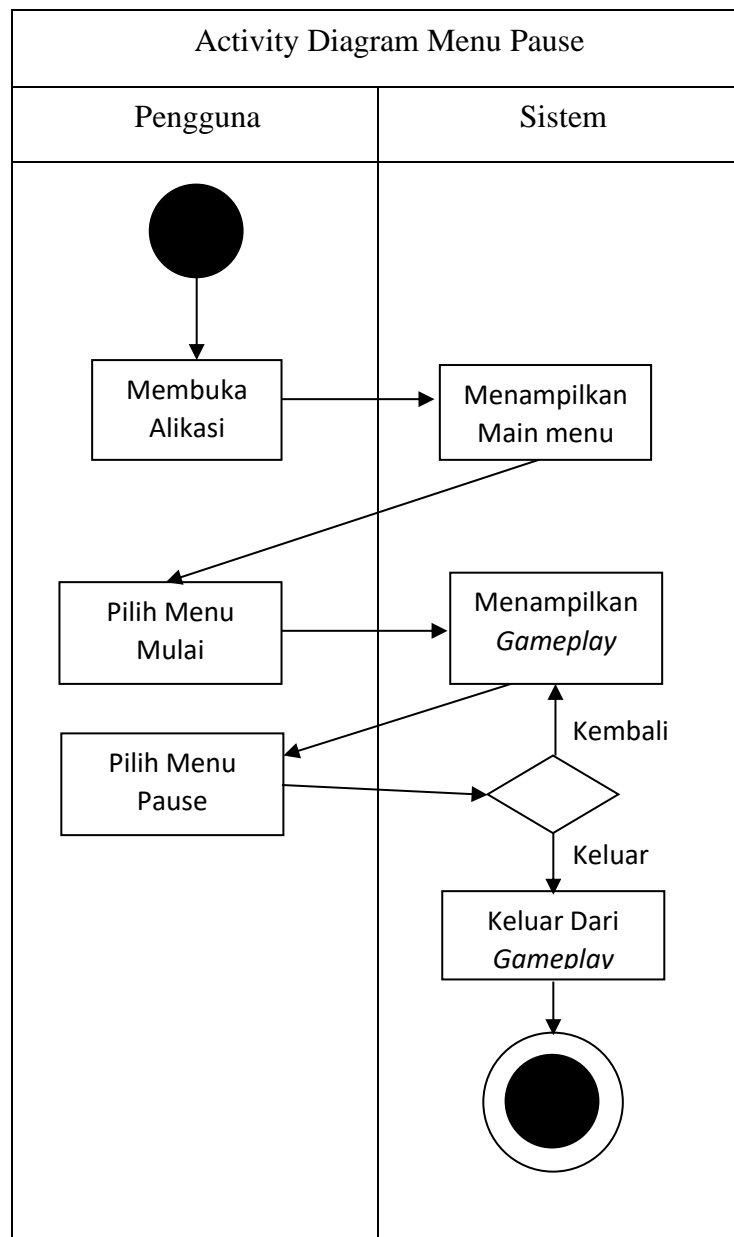 Activity Diagram Menu Pause
Pengguna
Sistem
Membuka
Alikasi
Menampilkan
Main menu
Pilih Menu
Mulai
Menampilkan
Gameplay
Kembali
Pilih Menu
Pause
Keluar
Keluar Dari
Gameplay